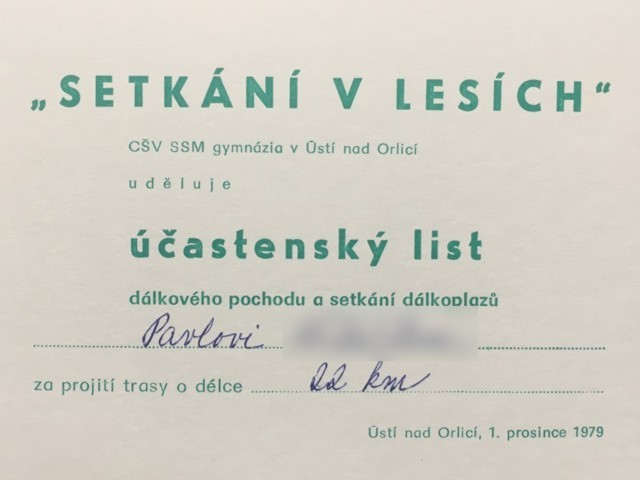 „SETKÁNÍ V LESÍCH“
CŠV SSM gymnázia v Ústí nad Orlicí
uděluje
účastenský list
dálkového pochodu a setkání dálkoplazů
Pavlovi
za projití trasy o délce 22 km
Ústí nad Orlicí, 1. prosince 1979